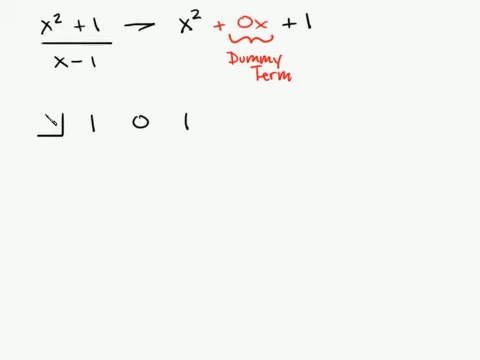 x² + 1 → x² + 0x + 1
x - 1
Dummy
Term
1 0 1